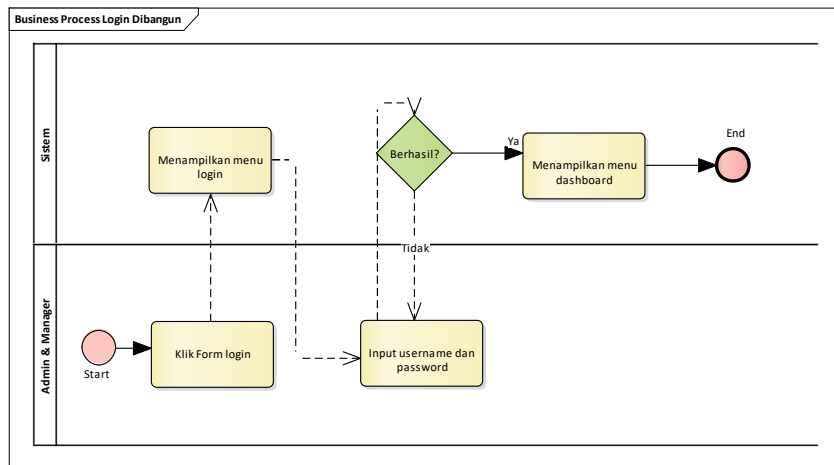 Business Process Login Dibangun
Sistem
Menampilkan menu
login
Berhasil?
Ya
Menampilkan menu
dashboard
End
Tidak
Admin & Manager
Start
Klik Form login
Input username dan
password